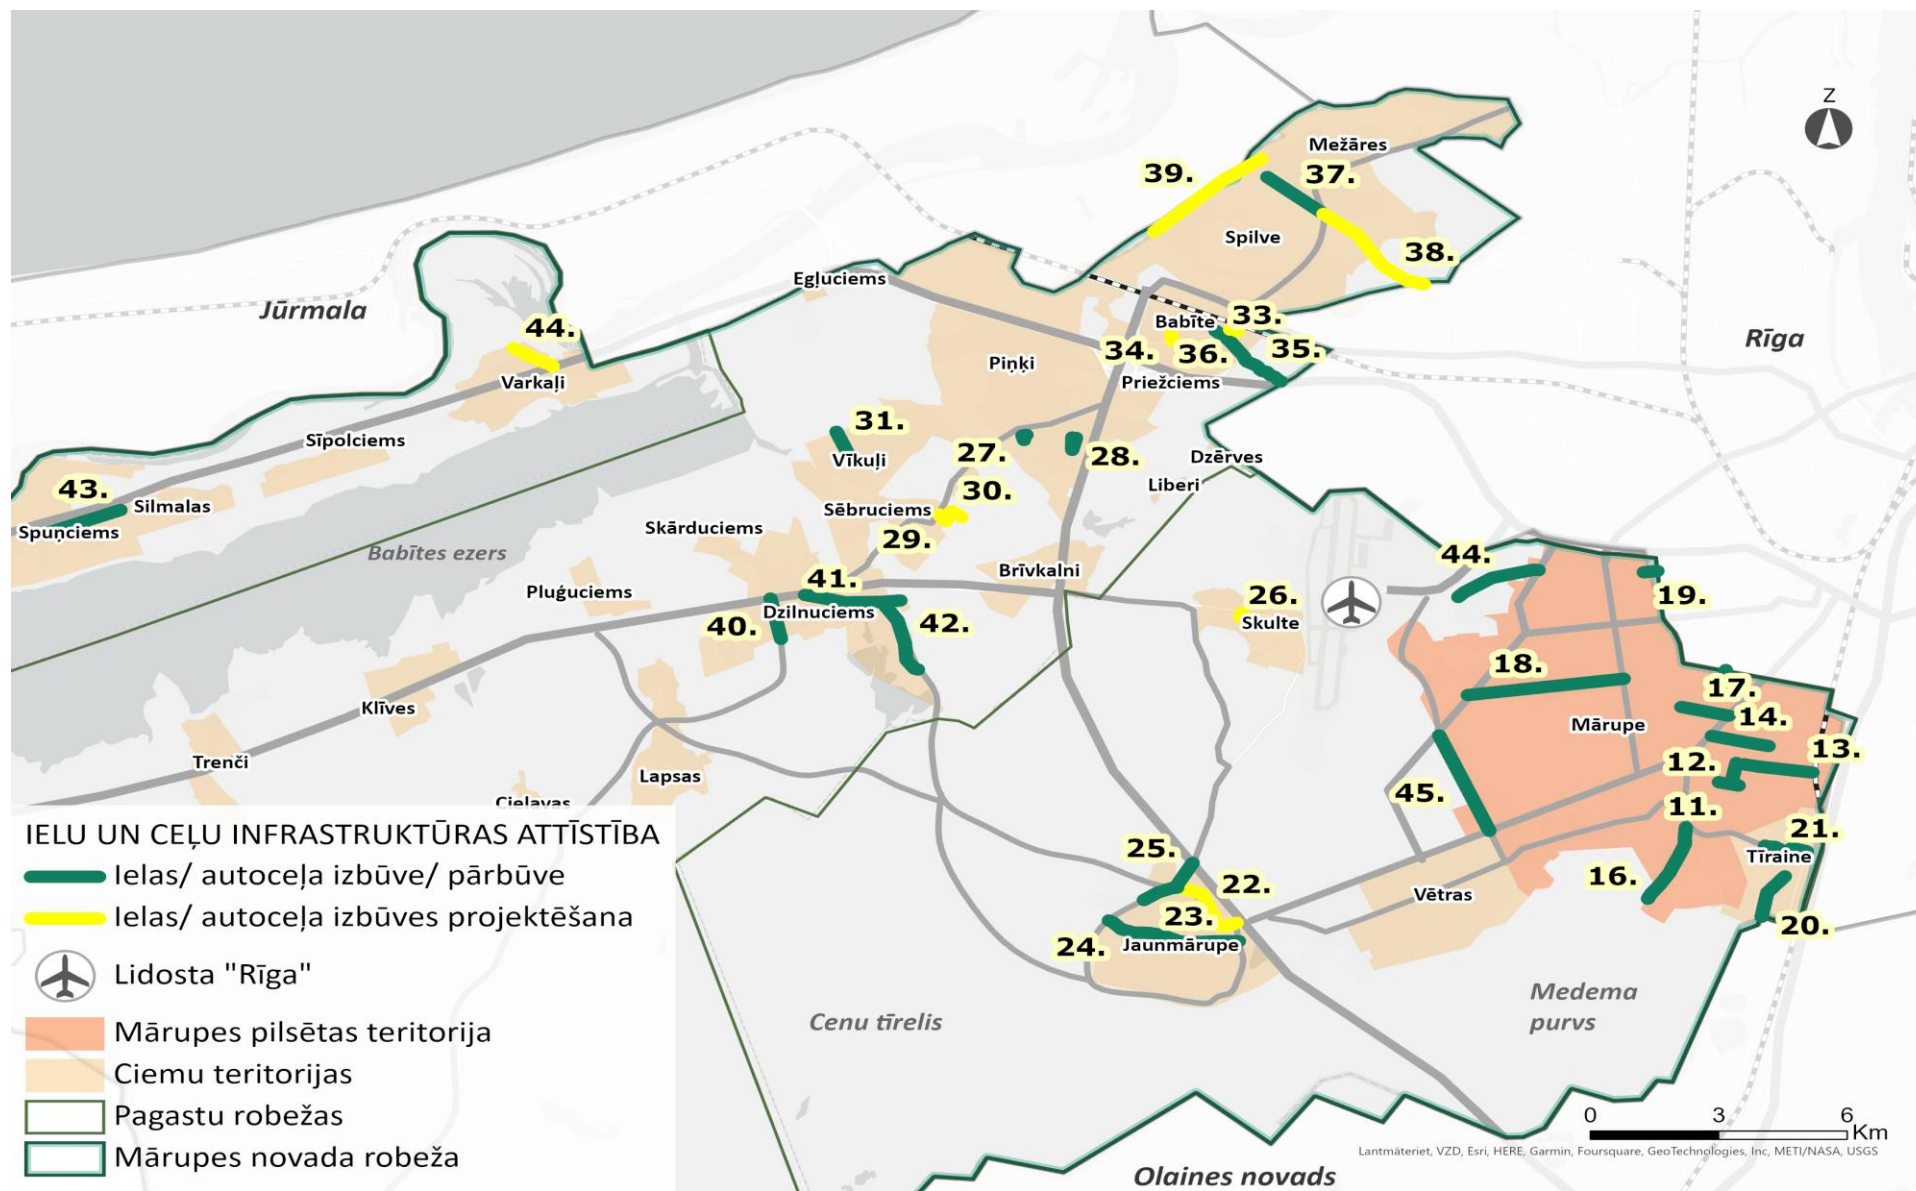 Z
Mežāres
39.
37.
Spilve
38.
Egļuciems
Jūrmala
44.
Babīte
33.
Rīga
34.
36.
35.
Piņķi
Priežciems
Varkaļi
31.
Sīpolciems
27.
28.
Dzērves
Vīkuļi
Liberi
43.
Silmalas
30.
Sēbruciems
Spuņciems
Skārduciems
29.
Babītes ezers
44.
Brīvkalni
41.
Pluģuciems
26.
19.
Dzilnuciems
40.
42.
Skulte
18.
17.
Klīves
Mārupe
14.
13.
Trenči
12.
Lapsas
45.
11.
Cielavas
21.
25.
Tīraine
22.
16.
Vētras
23.
20.
24.
Jaunmārupe
Medema
purvs
Cenu tīrelis
IELU UN CEĻU INFRASTRUKTŪRAS ATTĪSTĪBA
Ielas/ autoceļa izbūve/ pārbūve
Ielas/ autoceļa izbūves projektēšana
Lidosta "Rīga"
Mārupes pilsētas teritorija
Ciemu teritorijas
Pagastu robežas
Mārupes novada robeža
0 3 6
Km
Lantmäteriet, VZD, Esri, HERE, Garmin, Foursquare, GeoTechnologies, Inc, METI/NASA, USGS
Olaines novads